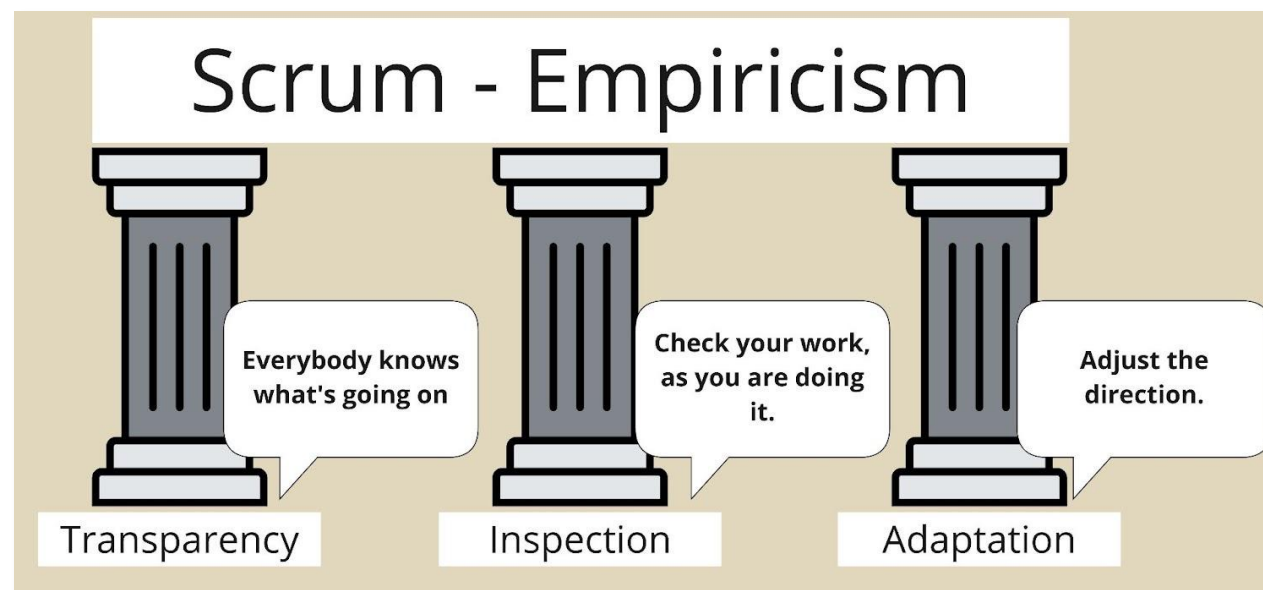 Scrum - Empiricism
Everybody knows
what's going on
Check your work,
as you are doing
it.
Adjust the
direction.
Transparency
Inspection
Adaptation